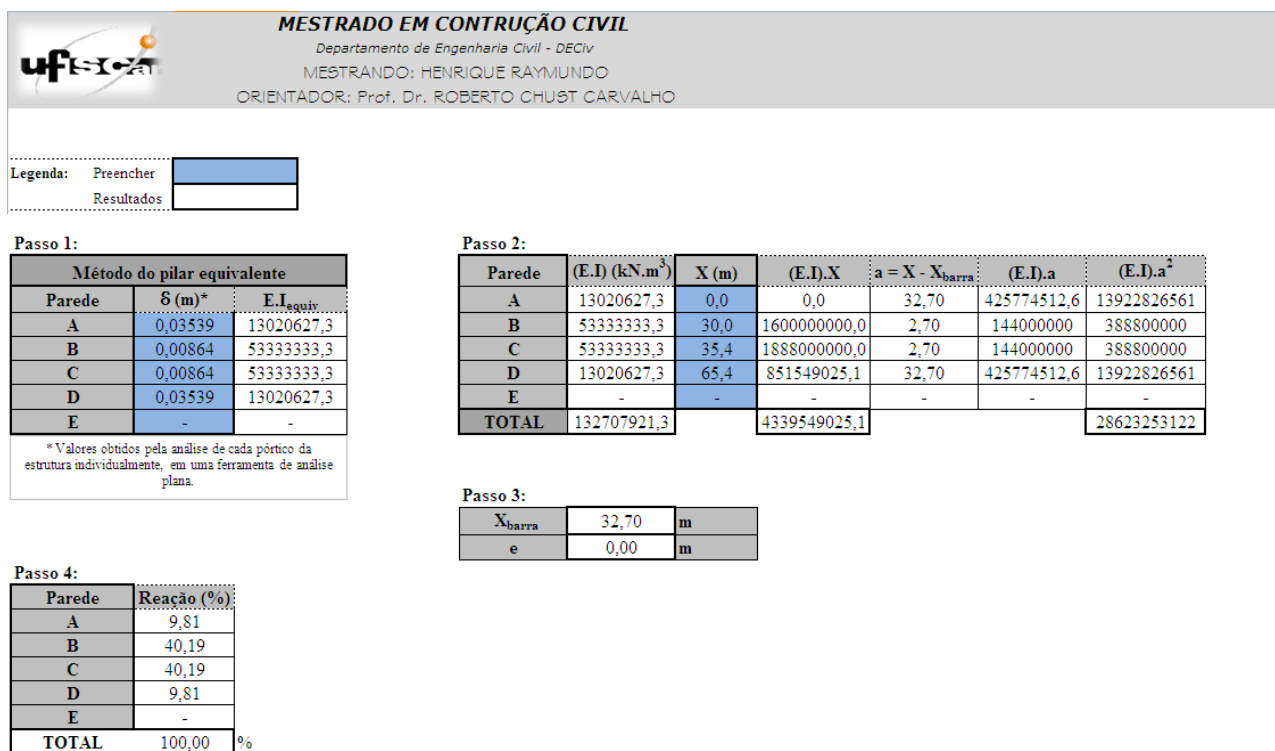 MESTRADO EM CONTRUÇÃO CIVIL
Departamento de Engenharia Civil - DECiv
MESTRANDO: HENRIQUE RAYMUNDO
ORIENTADOR: Prof. Dr. ROBERTO CHUST CARVALHO
ufscar
Legenda: Preencher
Resultados
Passo 1:
Método do pilar equivalente
Parede δ (m)* E.Iequiv
A 0,03539 13020627,3
B 0,00864 53333333,3
C 0,00864 53333333,3
D 0,03539 13020627,3
E - -
* Valores obtidos pela análise de cada pórtico da
estrutura individualmente, em uma ferramenta de análise
plana.
Passo 2:
Parede (E.I) (kN.m³) X (m) (E.I).X a = X - Xbarra (E.I).a (E.I).a²
A 13020627,3 0,0 0,0 32,70 425774512,6 13922826561
B 53333333,3 30,0 1600000000,0 2,70 144000000 388800000
C 53333333,3 35,4 1888000000,0 2,70 144000000 388800000
D 13020627,3 65,4 851549025,1 32,70 425774512,6 13922826561
E - - - - - -
TOTAL 132707921,3 4339549025,1 28623253122
Passo 3:
Xbarra 32,70 m
e 0,00 m
Passo 4:
Parede Reação (%)
A 9,81
B 40,19
C 40,19
D 9,81
E -
TOTAL 100,00 %